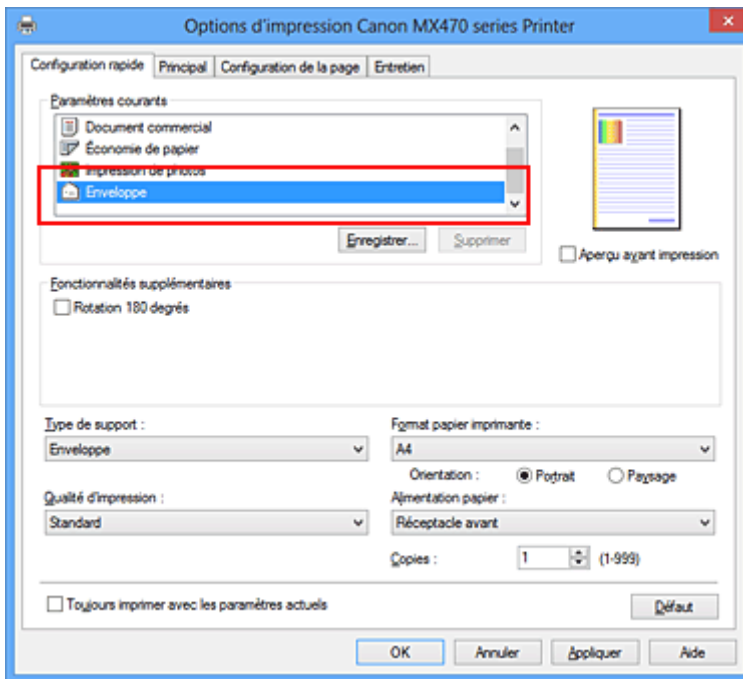 Options d'impression Canon MX470 series Printer
Configuration rapide Principal Configuration de la page Entretien
Paramètres courants
Document commercial
Économie de papier
Impression de photos
Enveloppe
Enregistrer... Supprimer
Aperçu avant impression
Fonctionnalités supplémentaires
Rotation 180 degrés
Type de support : Format papier imprimante :
Enveloppe A4
Orientation : Portrait Paysage
Qualité d'impression : Alimentation papier :
Standard Réceptacle avant
Copies : 1 (1-999)
Toujours imprimer avec les paramètres actuels Défaut
OK Annuler Appliquer Aide